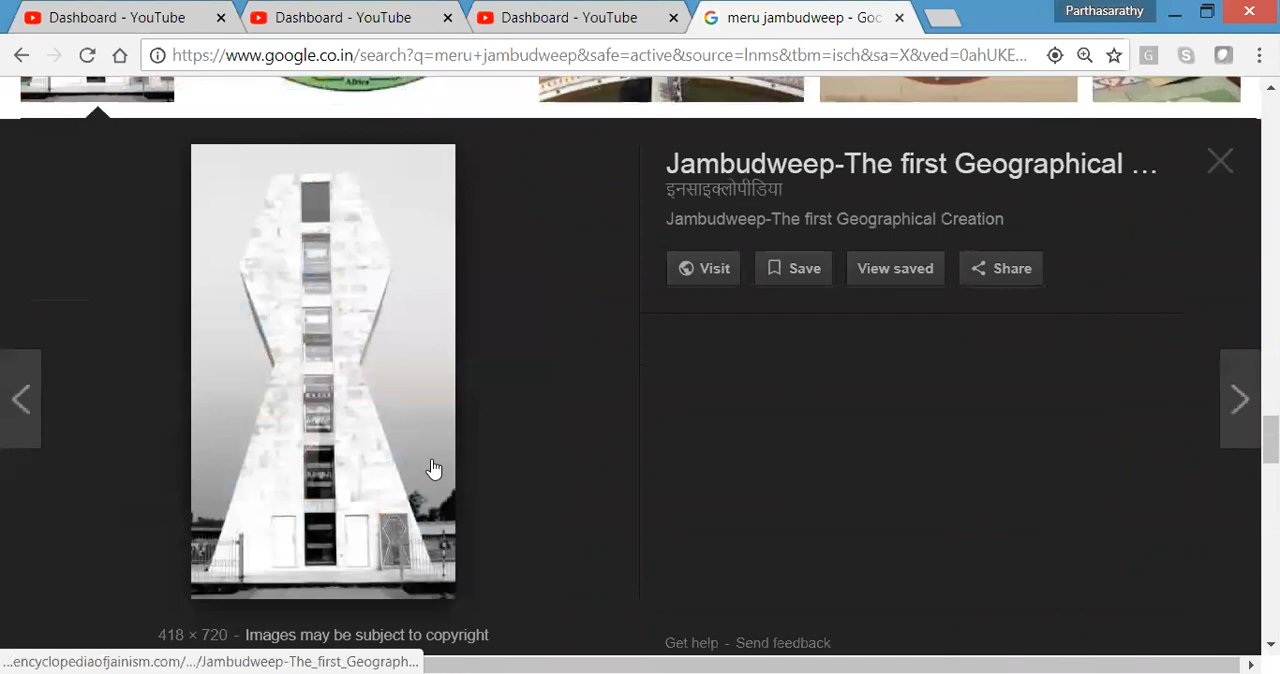 Dashboard - YouTube
Dashboard - YouTube
Dashboard - YouTube
meru jambudweep - Goo
Parthasarathy
https://www.google.co.in/search?q=meru+jambudweep&safe=active&source=lnms&tbm=isch&sa=X&ved=0ahUKE...
Africa
Jambudweep-The first Geographical ...
इनसाइक्लोपीडिया
Jambudweep-The first Geographical Creation
Visit
Save
View saved
Share
418 × 720 - Images may be subject to copyright
Get help - Send feedback
...encyclopediaofjainism.com/.../Jambudweep-The_first_Geograph...